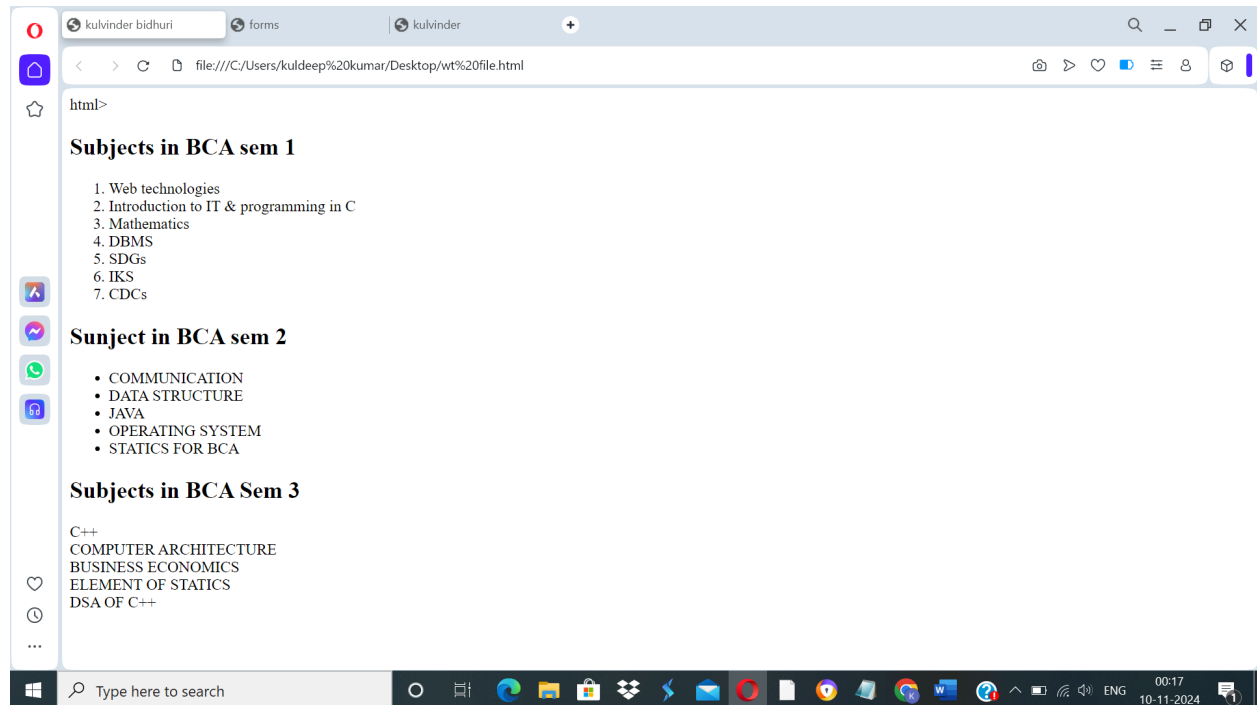 kulvinder bidhuri
forms
kulvinder
file:///C:/Users/kuldeep%20kumar/Desktop/wt%20file.html
html>
Subjects in BCA sem 1
1. Web technologies
2. Introduction to IT & programming in C
3. Mathematics
4. DBMS
5. SDGs
6. IKS
7. CDCs
Sunject in BCA sem 2
• COMMUNICATION
• DATA STRUCTURE
• JAVA
• OPERATING SYSTEM
• STATICS FOR BCA
Subjects in BCA Sem 3
C++
COMPUTER ARCHITECTURE
BUSINESS ECONOMICS
ELEMENT OF STATICS
DSA OF C++
Type here to search
ENG
00:17
10-11-2024
1